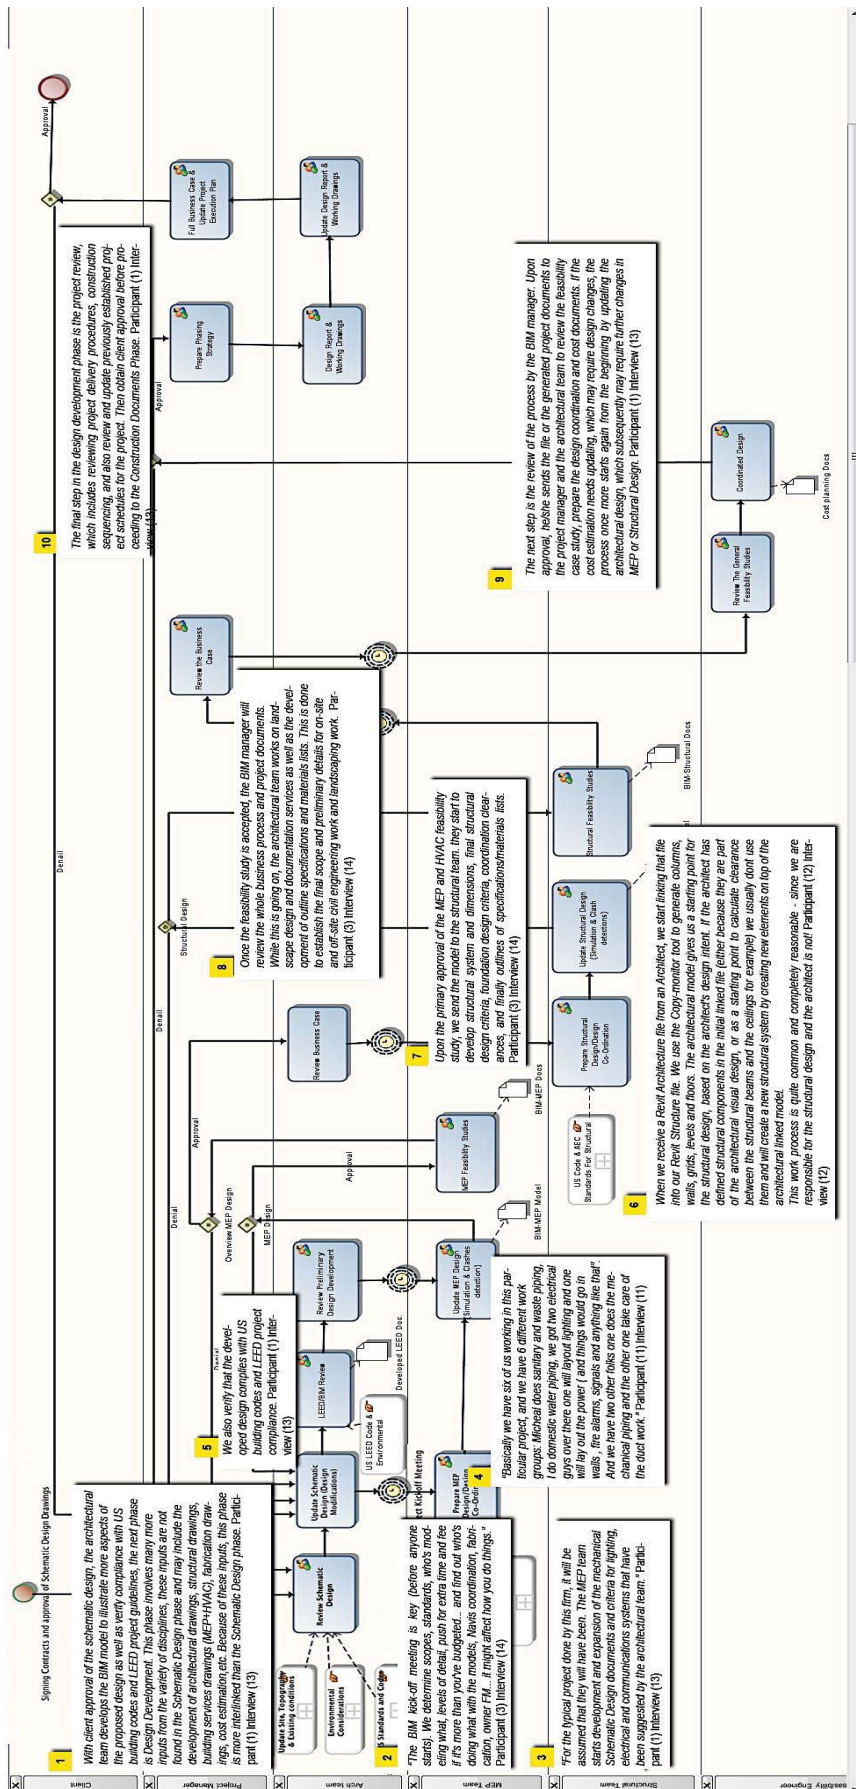 Client
Project Manager
Arch team
MEP Team
Structural Team
easibility Engineer
Signing Contracts and approval of Schematic Design Drawings
1
With client approval of the schematic design, the architectural
team develops the BIM model to illustrate more aspects of
the proposed design as well as verify compliance with US
building codes and LEED project guidelines, the next phase
is Design Development. This phase involves many more
inputs from the variety of disciplines, these inputs are not
found in the Schematic Design phase and may include the
development of architectural drawings, structural drawings,
building services drawings (MEP+HVAC), fabrication draw-
ings, cost estimation,etc. Because of these inputs, this phase
is more interlinked than the Schematic Design phase. Partici-
pant (1) Interview (13)
Update Site, Topography
& Existing conditions
Environmental
Considerations
S Standards and Codes
Review Schematic
Design
Update Schematic
Design (Design
Modifications)
2
"The BIM kick-off meeting is key (before anyone
starts). We determine scopes, standards, who's mod-
eling what, levels of detail, push for extra time and fee
if it's more than you've budgeted... and find out who's
doing what with the models, Navis coordination, fabri-
cation, owner FM... it might affect how you do things."
Participant (3) Interview (14)
ect Kickoff Meeting
Prepare MEP
Design/Design
Co-Ordin
3
"For the typical project done by this firm, it will be
assumed that they will have been. The MEP team
starts development and expansion of the mechanical
Schematic Design documents and criteria for lighting,
electrical and communications systems that have
been suggested by the architectural team." Partici-
pant (1) Interview (13)
4
"Basically we have six of us working in this par-
ticular project, and we have 6 different work
groups: Micheal does sanitary and waste piping,
I do domestic water piping, we got two electrical
guys over there one will layout lighting and one
will lay out the power ( and things would go in
walls , fire alarms, signals and anything like that".
And we have two other folks one does the me-
chanical piping and the other one take care of
the duct work." Participant (11) Interview (11)
5
We also verify that the devel-
oped design complies with US
building codes and LEED project
compliance. Participant (1) Inter-
view (13)
LEED/BIM Review
US LEED Code &
Environmental
Developed LEED Doc.
Review Preliminary
Design Development
Update MEP Design
Simulation & Clashes
detection)
BIM-MEP Model
Denial
MEP Design
Overview MEP Design
Approval
Approval
MEP Feasibility Studies
BIM-MEP Docs
Review Business Case
6
When we receive a Revit Architecture file from an Architect, we start linking that file
into our Revit Structure file. We use the Copy-monitor tool to generate columns,
walls, grids, levels and floors. The architectural model gives us a starting point for
the structural design, based on the architect's design intent. If the architect has
defined structural components in the initial linked file (either because they are part
of the architectural visual design, or as a starting point to calculate clearance
between the structural beams and the ceilings for example) we usually dont use
them and will create a new structural system by creating new elements on top of the
architectural linked model.
This work process is quite common and completely reasonable - since we are
responsible for the structural design and the architect is not! Participant (12) Inter-
view (12)
US Code & AEC
Standards For Structural
Prepare Structural
Design/Design
Co-Ordination
Update Structural Design
(Simulation & Clash
detections)
Structural Feasibility Studies
BIM-Structural Docs
7
Upon the primary approval of the MEP and HVAC feasibility
study, we send the model to the structural team. they start to
develop structural system and dimensions, final structural
design criteria, foundation design criteria, coordination clear-
ances, and finally outlines of specifications/materials lists.
Participant (3) Interview (14)
8
Once the feasibility study is accepted, the BIM manager will
review the whole business process and project documents.
While this is going on, the architectural team works on land-
scape design and documentation services as well as the devel-
opment of outline specifications and materials lists. This is done
to establish the final scope and preliminary details for on-site
and off-site civil engineering work and landscaping work. Par-
ticipant (3) Interview (14)
Denail
Structural Design
Denail
Review the Business
Case
9
The next step is the review of the process by the BIM manager. Upon
approval, he/she sends the file or the generated project documents to
the project manager and the architectural team to review the feasibility
case study, prepare the design coordination and cost documents. If the
cost estimation needs updating, which may require design changes, the
process once more starts again from the beginning by updating the
architectural design, which subsequently may require further changes in
MEP or Structural Design. Participant (1) Interview (13)
Review The General
Feasibility Studies
Coordinated Design
Cost planning Docs
10
The final step in the design development phase is the project review,
which includes reviewing project delivery procedures, construction
sequencing, and also review and update previously established proj-
ect schedules for the project. Then obtain client approval before pro-
ceeding to the Construction Documents Phase. Participant (1) Inter-
view (13)
Denail
Approval
Prepare Phasing
Strategy
Design Report &
Working Drawings
Update Design Report &
Working Drawings
Full Business Case &
Update Project
Execution Plan
Approval